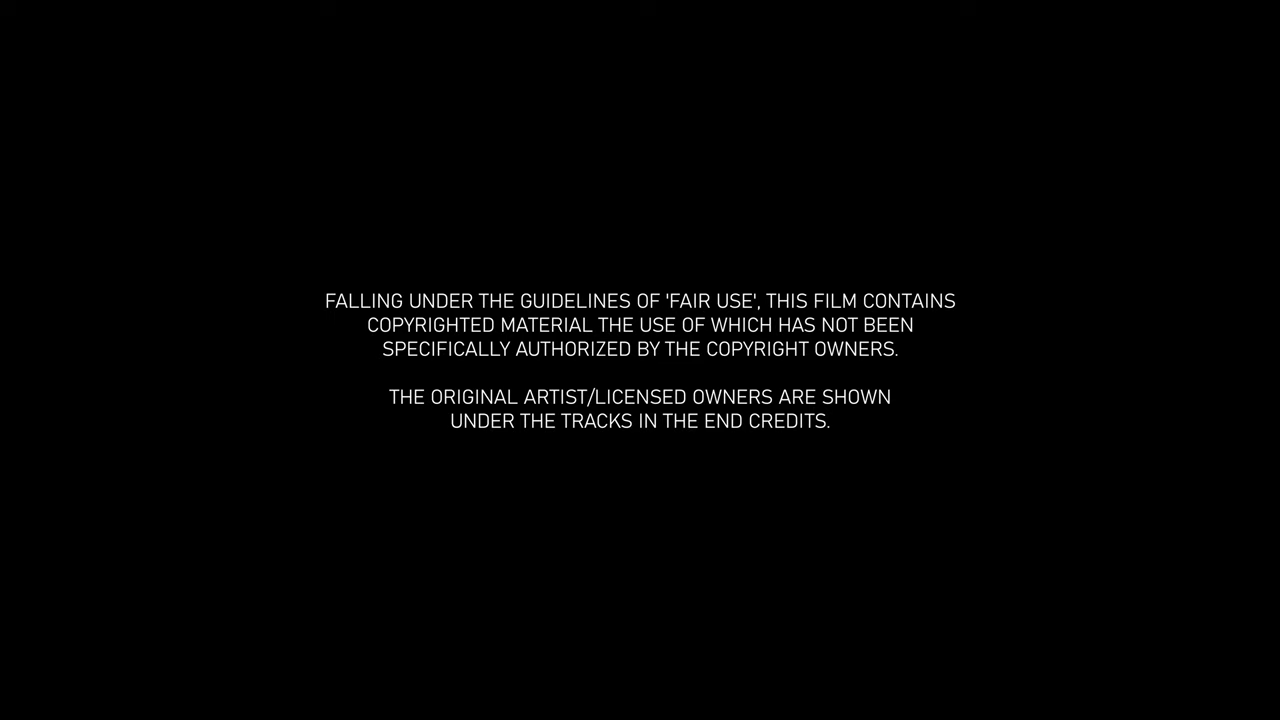 FALLING UNDER THE GUIDELINES OF 'FAIR USE', THIS FILM CONTAINS
COPYRIGHTED MATERIAL THE USE OF WHICH HAS NOT BEEN
SPECIFICALLY AUTHORIZED BY THE COPYRIGHT OWNERS.
THE ORIGINAL ARTIST/LICENSED OWNERS ARE SHOWN
UNDER THE TRACKS IN THE END CREDITS.